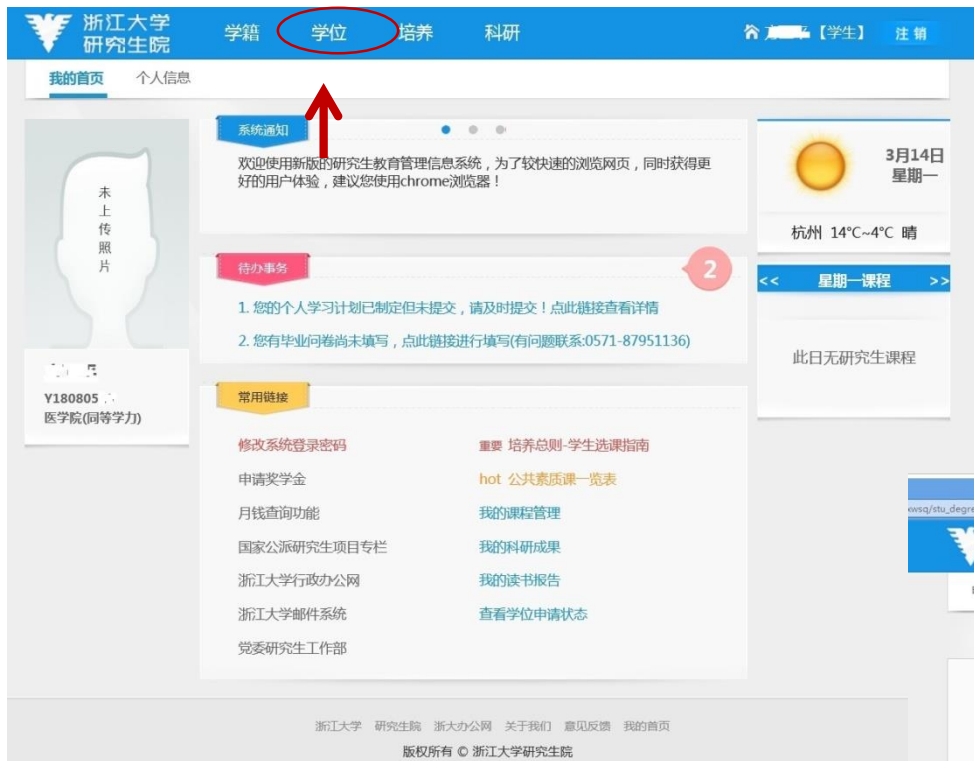 浙江大学
研究生院
学籍 学位 培养 科研
【学生】 注 销
我的首页 个人信息
未上传照片
Y180805
医学院(同等学力)
系统通知
欢迎使用新版的研究生教育管理信息系统，为了较快速的浏览网页，同时获得更
好的用户体验，建议您使用chrome浏览器！
待办事务
2
1. 您的个人学习计划已制定但未提交，请及时提交！点此链接查看详情
2. 您有毕业问卷尚未填写，点此链接进行填写(有问题联系:0571-87951136)
常用链接
修改系统登录密码 重要 培养总则-学生选课指南
申请奖学金 hot 公共素质课一览表
月钱查询功能 我的课程管理
国家公派研究生项目专栏 我的科研成果
浙江大学行政办公网 我的读书报告
浙江大学邮件系统 查看学位申请状态
党委研究生工作部
3月14日
星期一
杭州 14°C~4°C 晴
<< 星期一课程 >>
此日无研究生课程
xwsq/stu_degre
浙江大学 研究生院 浙大办公网 关于我们 意见反馈 我的首页
版权所有 © 浙江大学研究生院